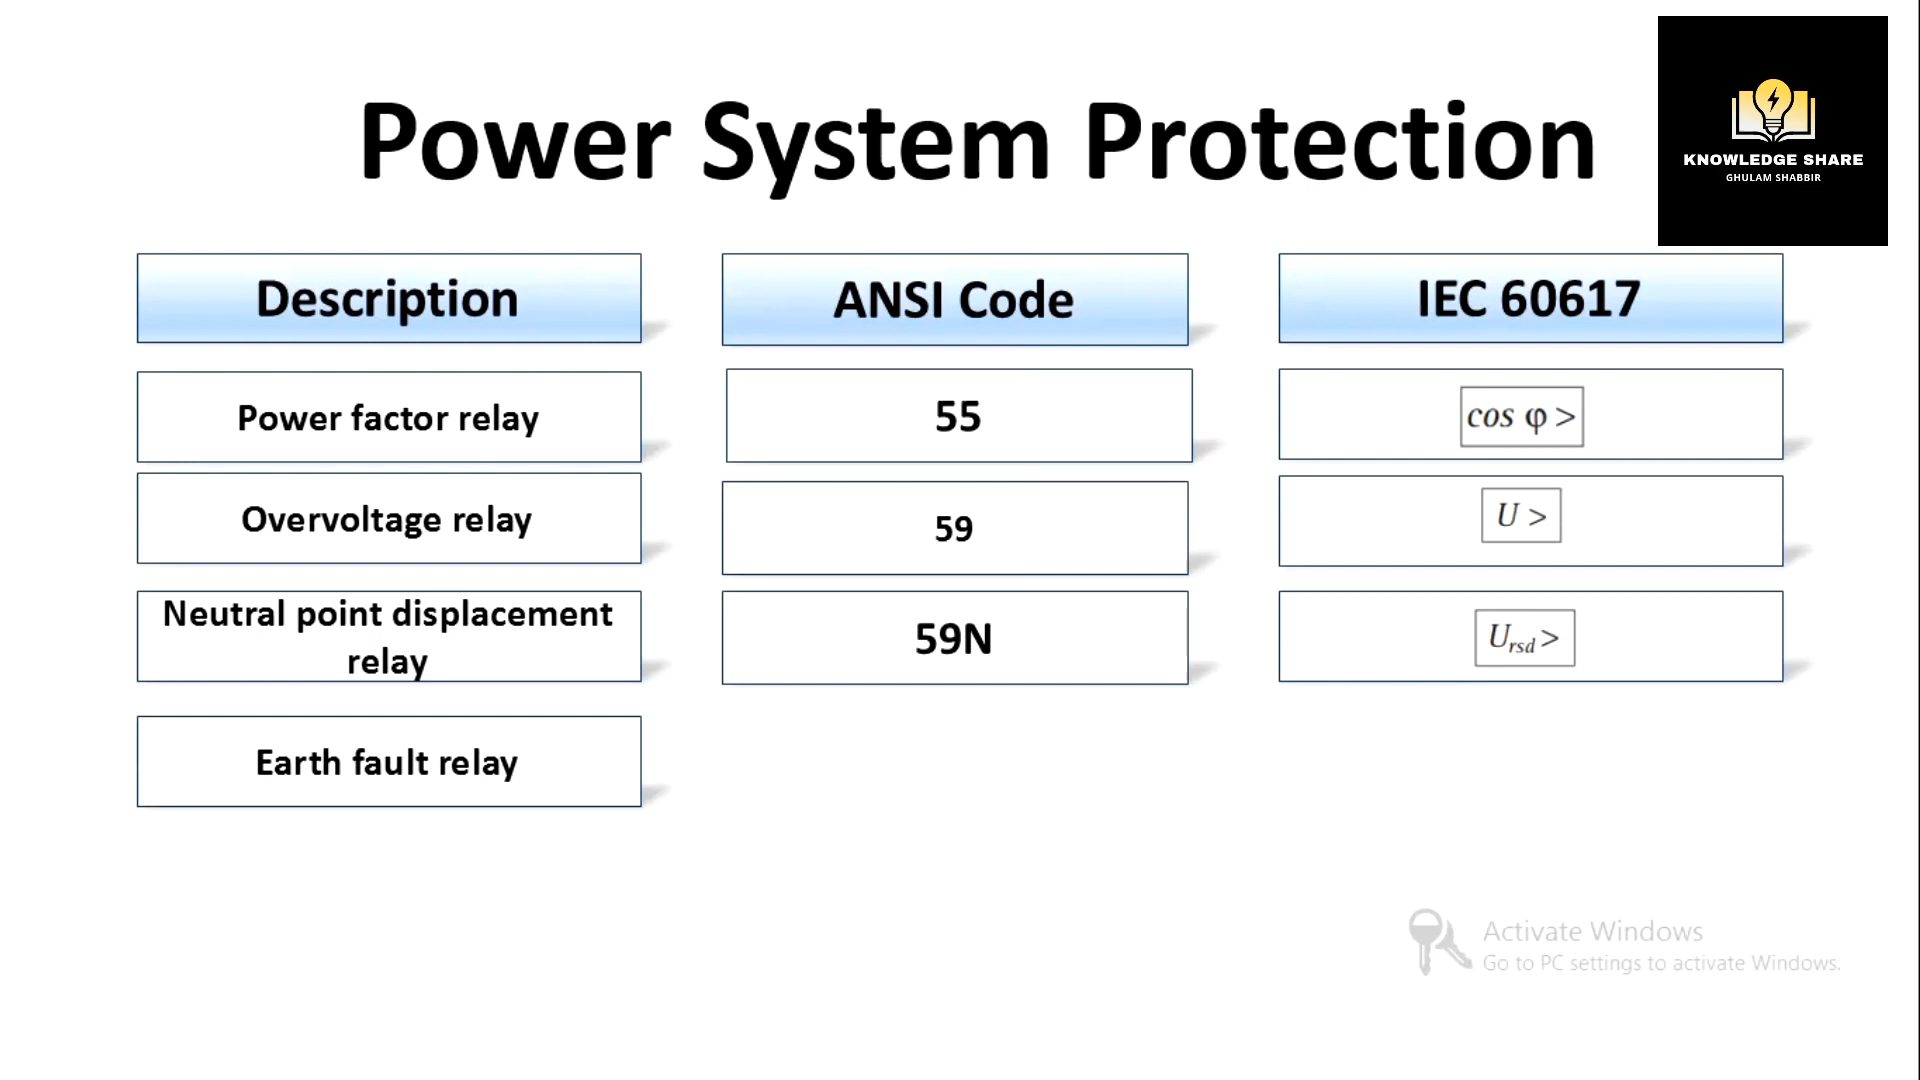 Power System Protection
KNOWLEDGE SHARE
GHULAM SHABBIR
Description
ANSI Code
IEC 60617
Power factor relay
55
cos φ >
Overvoltage relay
59
U >
Neutral point displacement
relay
59N
Ursd >
Earth fault relay
Activate Windows
Go to PC settings to activate Windows.